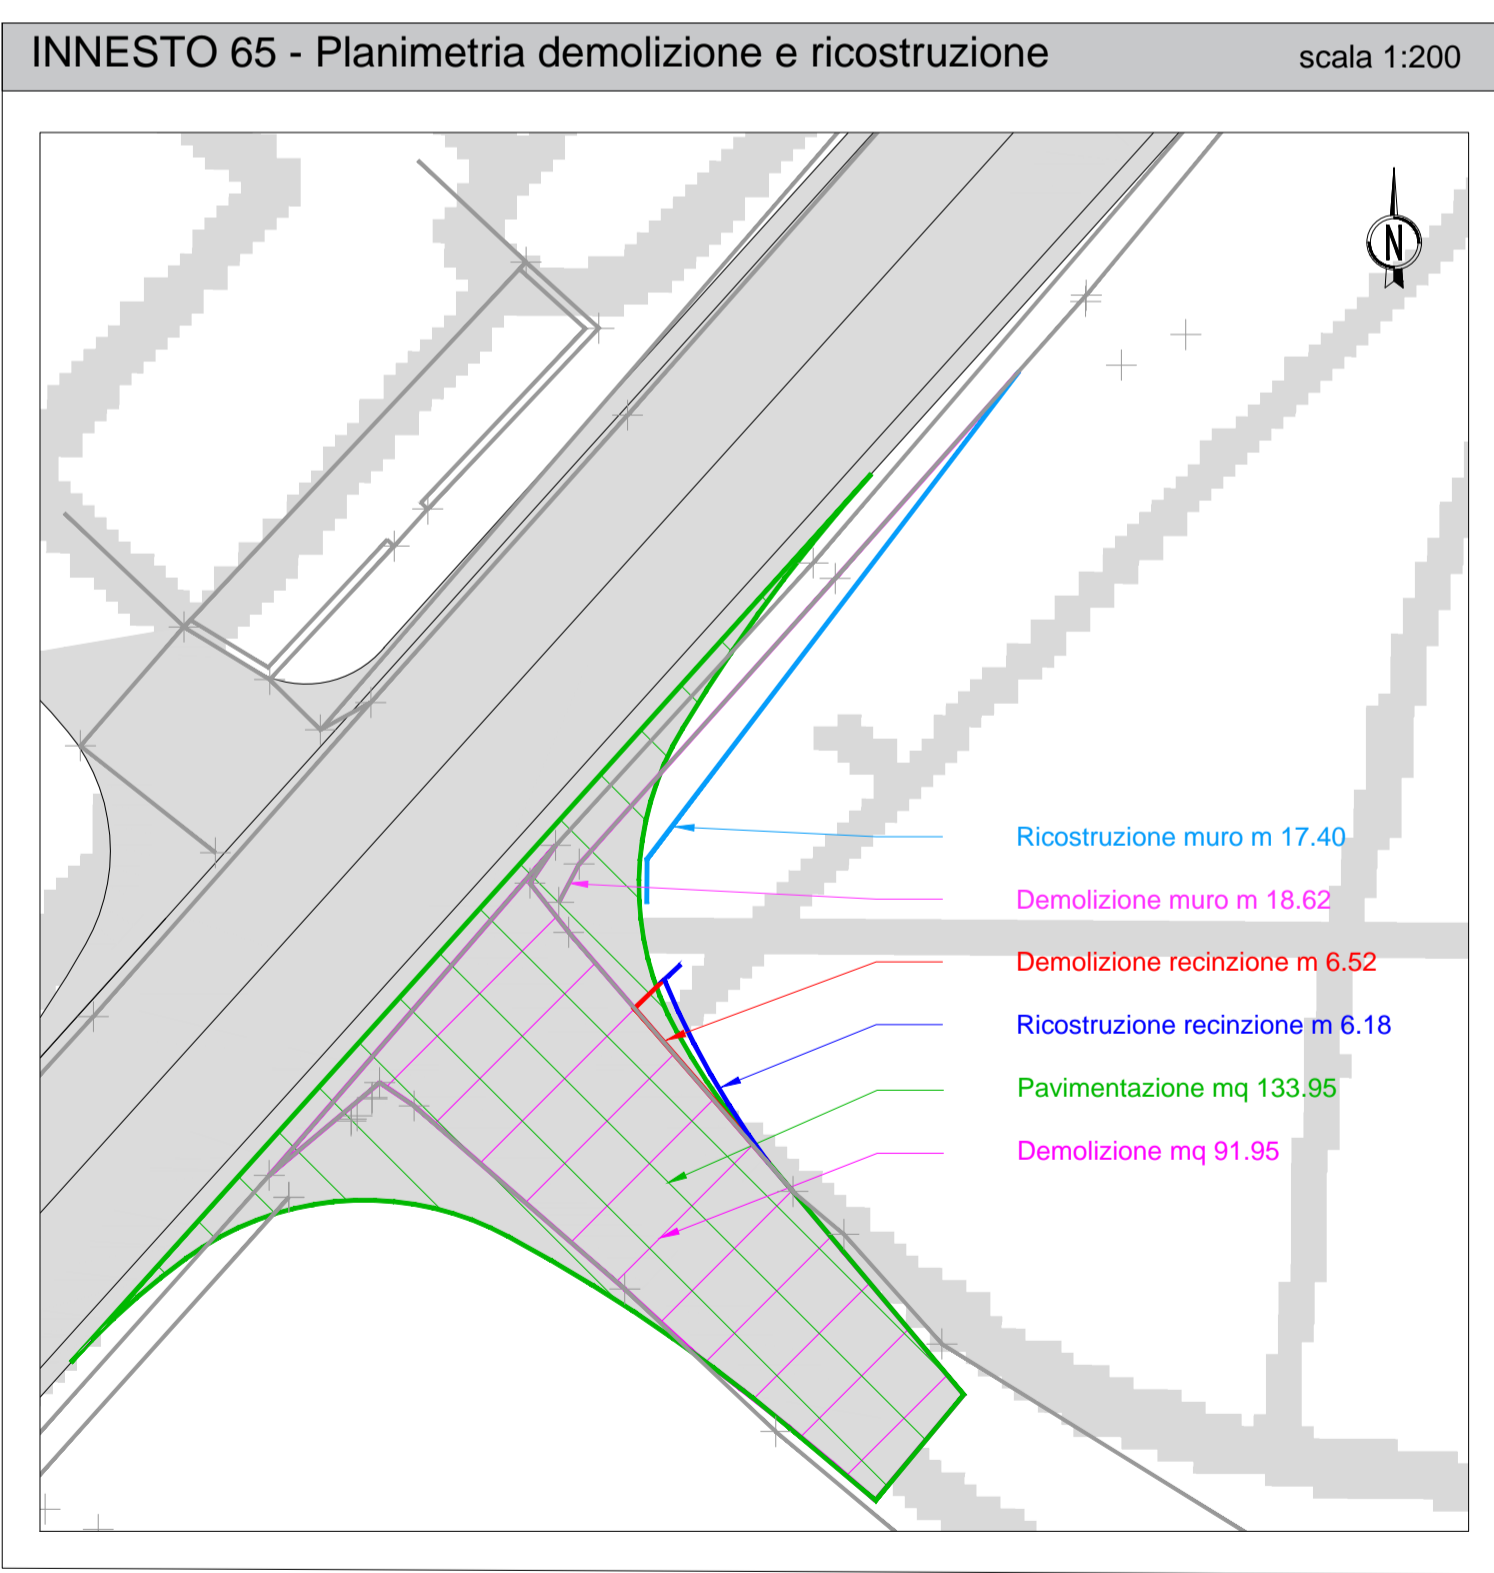 INNESTO 65 - Planimetria demolizione e ricostruzione scala 1:200
N
Ricostruzione muro m 17.40
Demolizione muro m 18.62
Demolizione recinzione m 6.52
Ricostruzione recinzione m 6.18
Pavimentazione mq 133.95
Demolizione mq 91.95